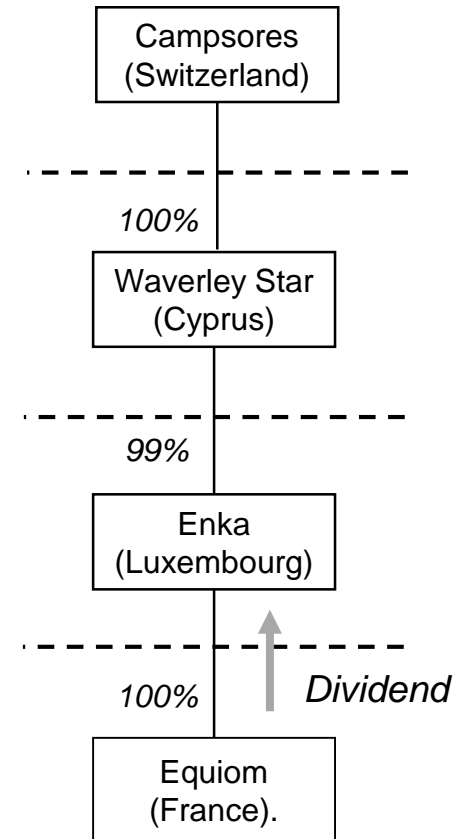 Campsores
(Switzerland)
100%
Waverley Star
(Cyprus)
99%
Enka
(Luxembourg)
100%
Dividend
Equiom
(France).